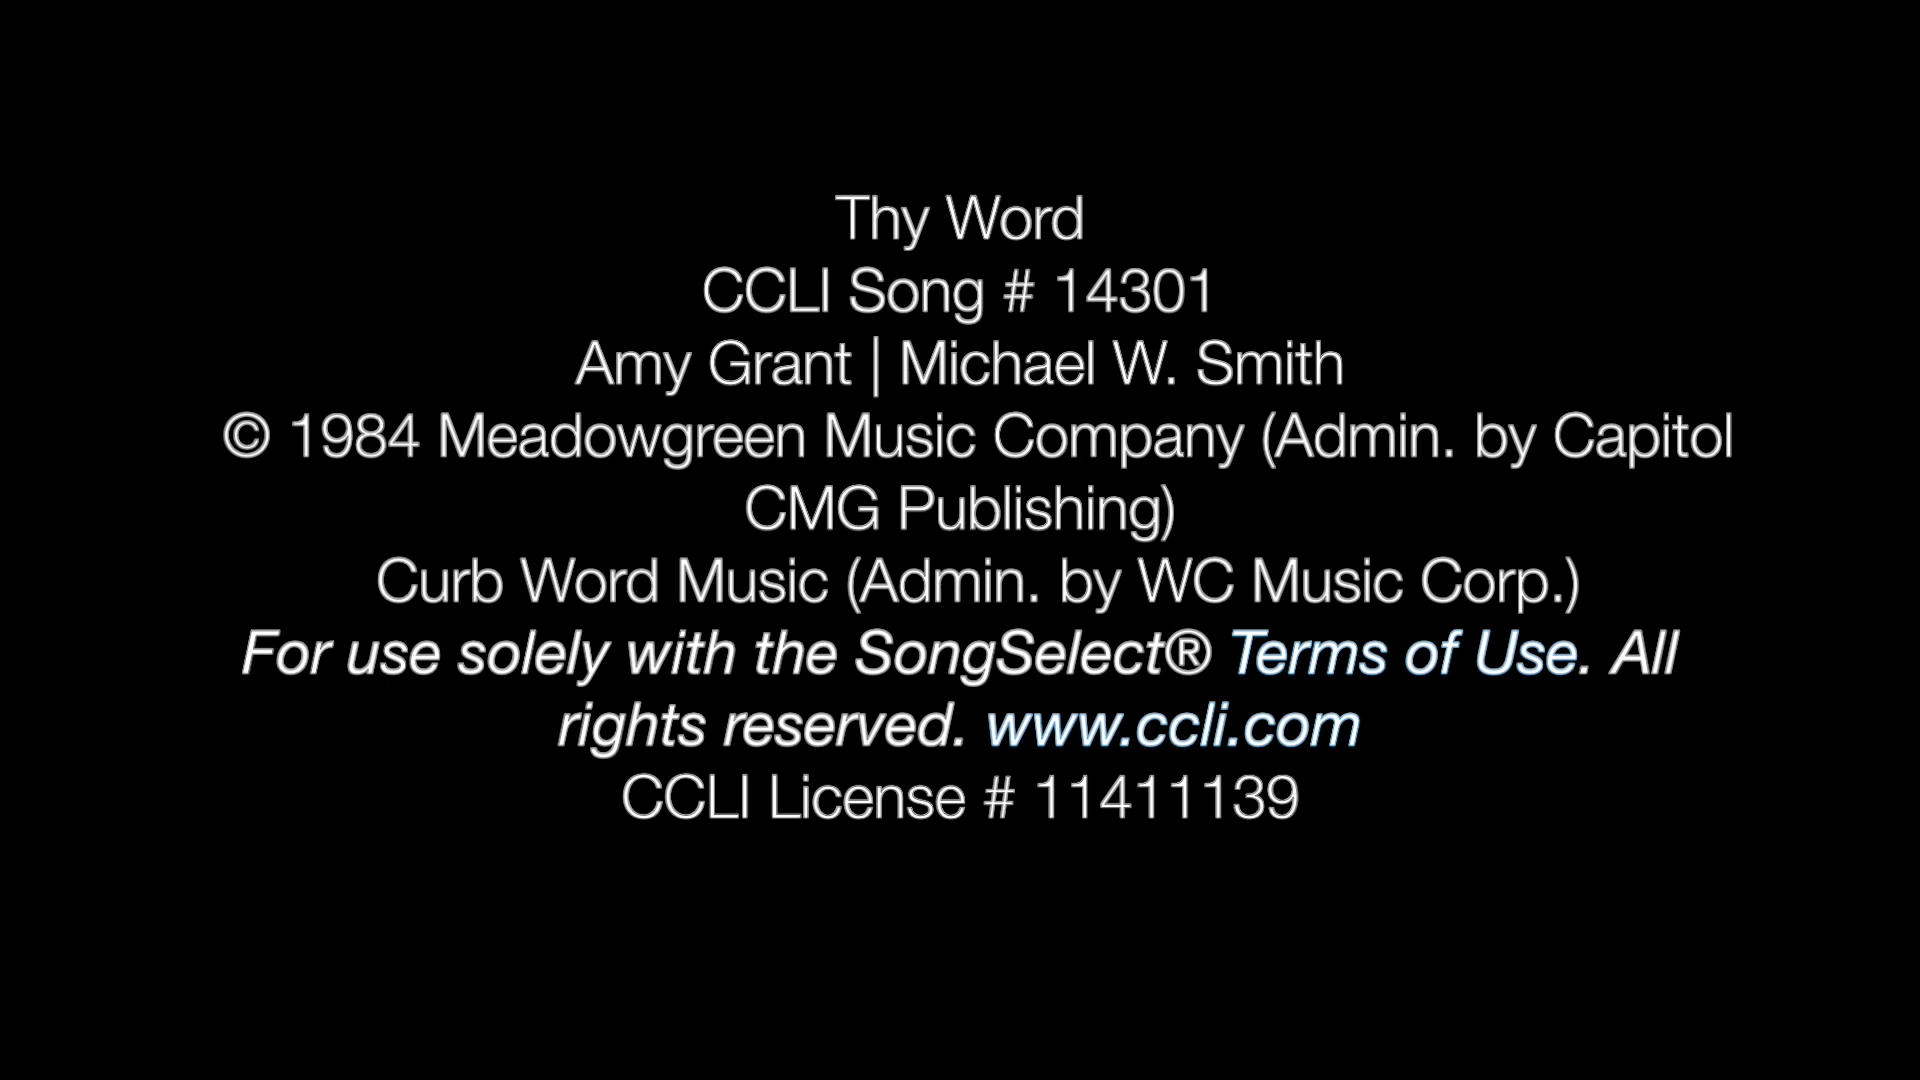 Thy Word
CCLI Song # 14301
Amy Grant | Michael W. Smith
© 1984 Meadowgreen Music Company (Admin. by Capitol
CMG Publishing)
Curb Word Music (Admin. by WC Music Corp.)
For use solely with the SongSelect® Terms of Use. All
rights reserved. www.ccli.com
CCLI License # 11411139